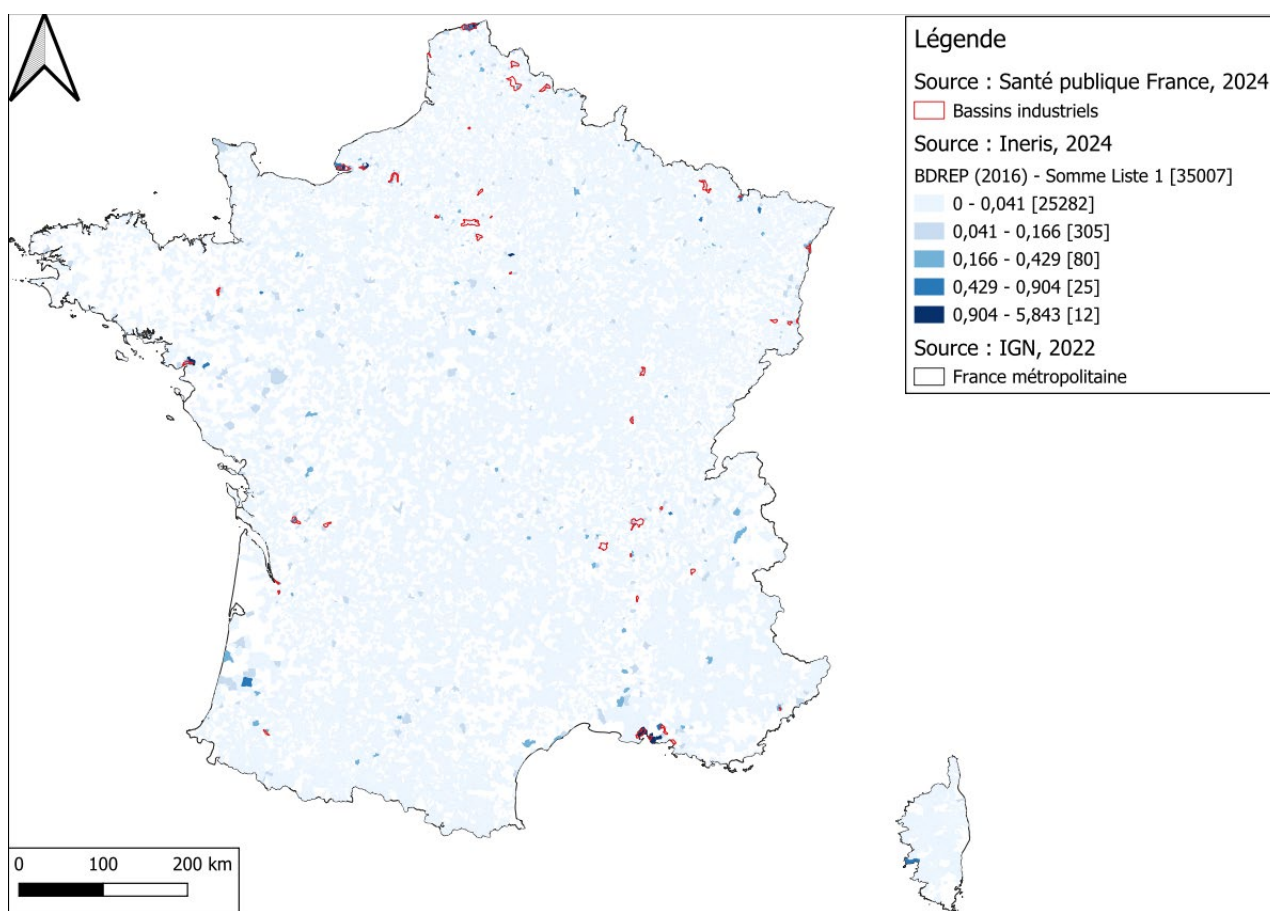 Légende
Source : Santé publique France, 2024
Bassins industriels
Source : Ineris, 2024
BDREP (2016) - Somme Liste 1 [35007]
0 - 0,041 [25282]
0,041 - 0,166 [305]
0,166 - 0,429 [80]
0,429 - 0,904 [25]
0,904 - 5,843 [12]
Source : IGN, 2022
France métropolitaine
0 100 200 km